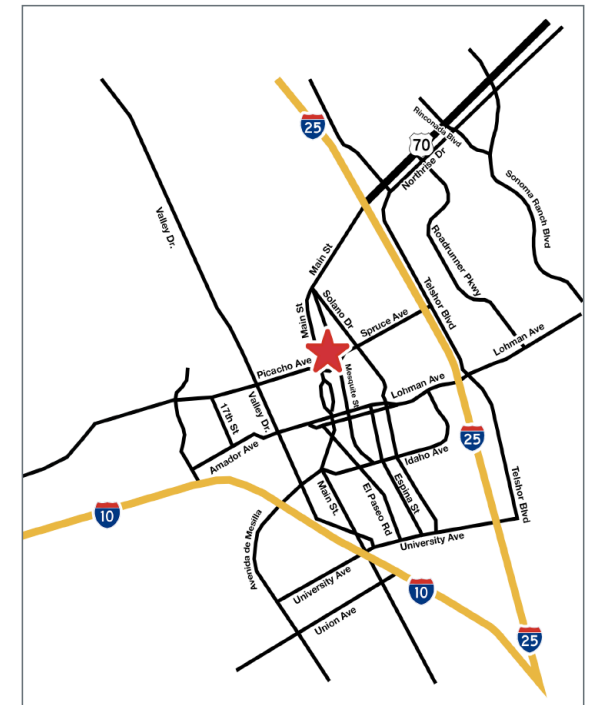 25
Rinconada Blvd
70
Northrise Dr
Sonoma Ranch Blvd
Valley Dr.
Main St
Roadrunner Pkwy
Telshor Blvd
Solano Dr
Main St
Spruce Ave
Lohman Ave
Picacho Ave
Mesquite St
Lohman Ave
Valley Dr.
17th St
25
Amador Ave
Idaho Ave
Telshor Blvd
Main St.
El Paseo Rd
Espina St
10
Avenida de Mesilla
University Ave
University Ave
10
Union Ave
25